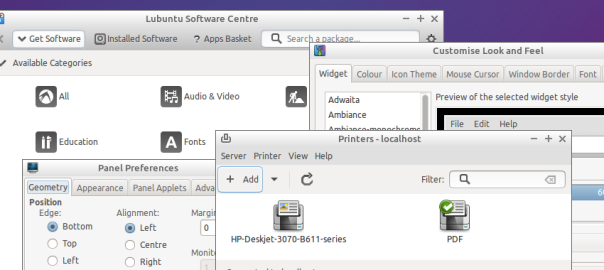 Lubuntu Software Centre
Get Software Installed Software ? Apps Basket Search a package...
Available Categories
All Audio & Video
Education Fonts
Customise Look and Feel
Widget Colour Icon Theme Mouse Cursor Window Border Font
Adwaita
Ambiance
Ambiance-monochrome
Preview of the selected widget style
File Edit Help
Panel Preferences
Geometry Appearance Panel Applets
Position
Edge: Alignment:
Bottom Left
Top Centre
Left Right
0
Printers - localhost
Server Printer View Help
+ Add Filter:
HP-Deskjet-3070-B611-series PDF